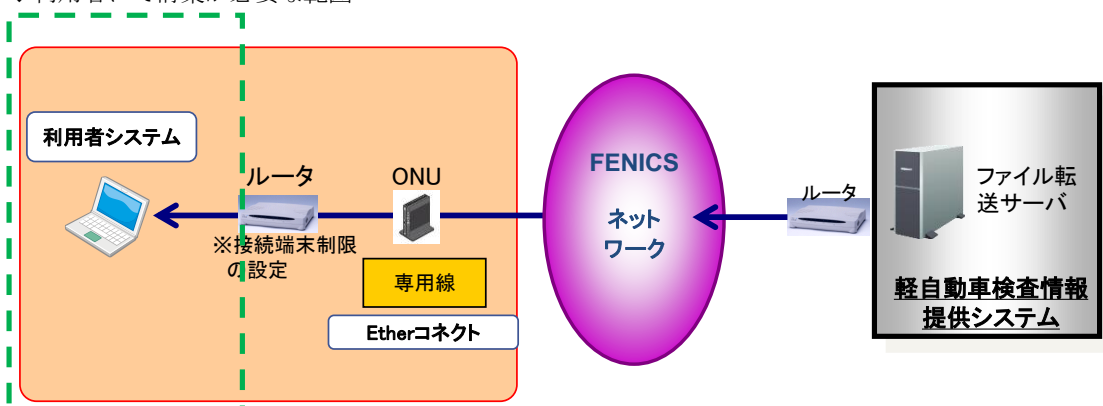 利用者システム
ルータ
ONU
※接続端末制限
の設定
専用線
Etherコネクト
FENICS
ネット
ワーク
ルータ
ファイル転
送サーバ
軽自動車検査情報
提供システム